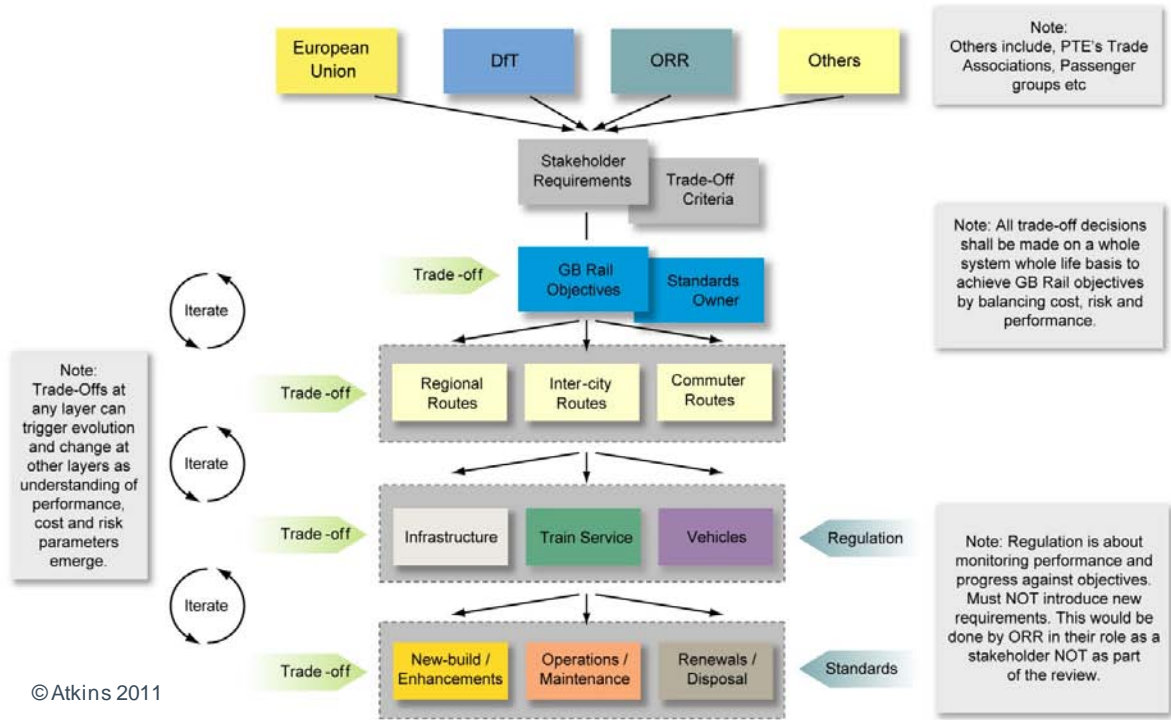 European
Union
DfT
ORR
Others
Note:
Others include, PTE's Trade
Associations, Passenger
groups etc
Stakeholder
Requirements
Trade-Off
Criteria
Note: All trade-off decisions
shall be made on a whole
system whole life basis to
achieve GB Rail objectives
by balancing cost, risk and
performance.
Trade -off
GB Rail
Objectives
Standards
Owner
Iterate
Note:
Trade-Offs at
any layer can
trigger evolution
and change at
other layers as
understanding of
performance,
cost and risk
parameters
emerge.
Trade -off
Regional
Routes
Inter-city
Routes
Commuter
Routes
Iterate
Trade -off
Infrastructure
Train Service
Vehicles
Regulation
Note: Regulation is about
monitoring performance and
progress against objectives.
Must NOT introduce new
requirements. This would be
done by ORR in their role as a
stakeholder NOT as part
of the review.
Iterate
Trade -off
New-build /
Enhancements
Operations /
Maintenance
Renewals /
Disposal
Standards
©Atkins 2011